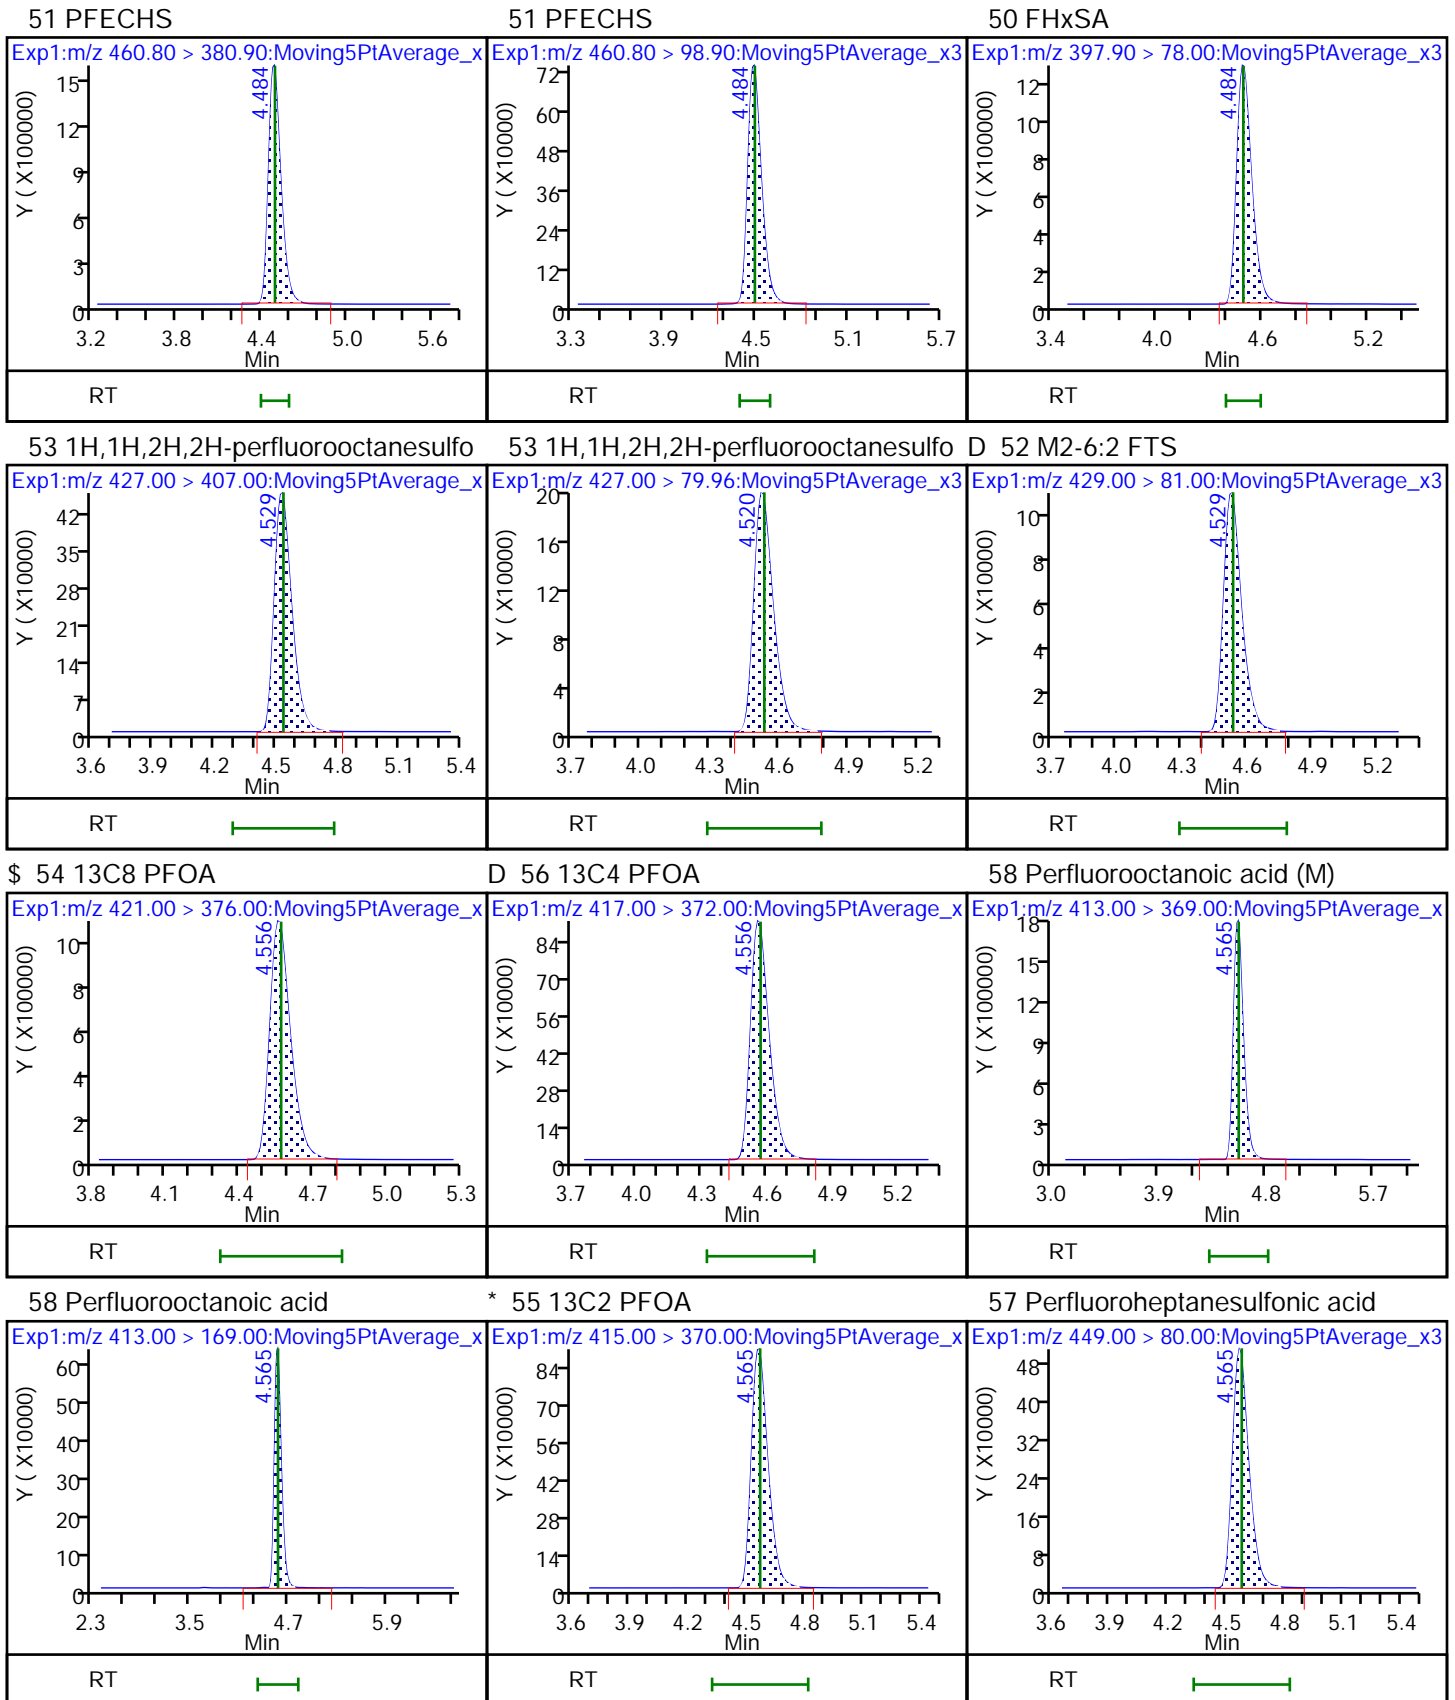 51 PFECHS
Exp1:m/z 460.80 > 380.90:Moving5PtAverage_x
4.484
Y ( X100000)
15
12
9
6
3
0
3.2 3.8 4.4 5.0 5.6
Min
RT
51 PFECHS
Exp1:m/z 460.80 > 98.90:Moving5PtAverage_x3
4.484
Y ( X100000)
72
60
48
36
24
12
0
3.3 3.9 4.5 5.1 5.7
Min
RT
50 FHxSA
Exp1:m/z 397.90 > 78.00:Moving5PtAverage_x3
4.484
Y ( X100000)
12
10
8
6
4
2
0
3.4 4.0 4.6 5.2
Min
RT
53 1H,1H,2H,2H-perfluorooctanesulfo
Exp1:m/z 427.00 > 407.00:Moving5PtAverage_x
4.529
Y ( X10000)
42
35
28
21
14
7
0
3.6 3.9 4.2 4.5 4.8 5.1 5.4
Min
RT
53 1H,1H,2H,2H-perfluorooctanesulfo
Exp1:m/z 427.00 > 79.96:Moving5PtAverage_x3
4.520
Y ( X10000)
20
16
12
8
4
0
3.7 4.0 4.3 4.6 4.9 5.2
Min
RT
D 52 M2-6:2 FTS
Exp1:m/z 429.00 > 81.00:Moving5PtAverage_x3
4.529
Y ( X10000)
10
8
6
4
2
0
3.7 4.0 4.3 4.6 4.9 5.2
Min
RT
$ 54 13C8 PFOA
Exp1:m/z 421.00 > 376.00:Moving5PtAverage_x
4.556
Y ( X100000)
10
8
6
4
2
0
3.8 4.1 4.4 4.7 5.0 5.3
Min
RT
D 56 13C4 PFOA
Exp1:m/z 417.00 > 372.00:Moving5PtAverage_x
4.556
Y ( X10000)
84
70
56
42
28
14
0
3.7 4.0 4.3 4.6 4.9 5.2
Min
RT
58 Perfluorooctanoic acid (M)
Exp1:m/z 413.00 > 369.00:Moving5PtAverage_x
4.565
Y ( X100000)
18
15
12
9
6
3
0
3.0 3.9 4.8 5.7
Min
RT
58 Perfluorooctanoic acid
Exp1:m/z 413.00 > 169.00:Moving5PtAverage_x
4.565
Y ( X10000)
60
50
40
30
20
10
0
2.3 3.5 4.7 5.9
Min
RT
* 55 13C2 PFOA
Exp1:m/z 415.00 > 370.00:Moving5PtAverage_x
4.565
Y ( X10000)
84
70
56
42
28
14
0
3.6 3.9 4.2 4.5 4.8 5.1 5.4
Min
RT
57 Perfluoroheptanesulfonic acid
Exp1:m/z 449.00 > 80.00:Moving5PtAverage_x3
4.565
Y ( X10000)
48
40
32
24
16
8
0
3.6 3.9 4.2 4.5 4.8 5.1 5.4
Min
RT